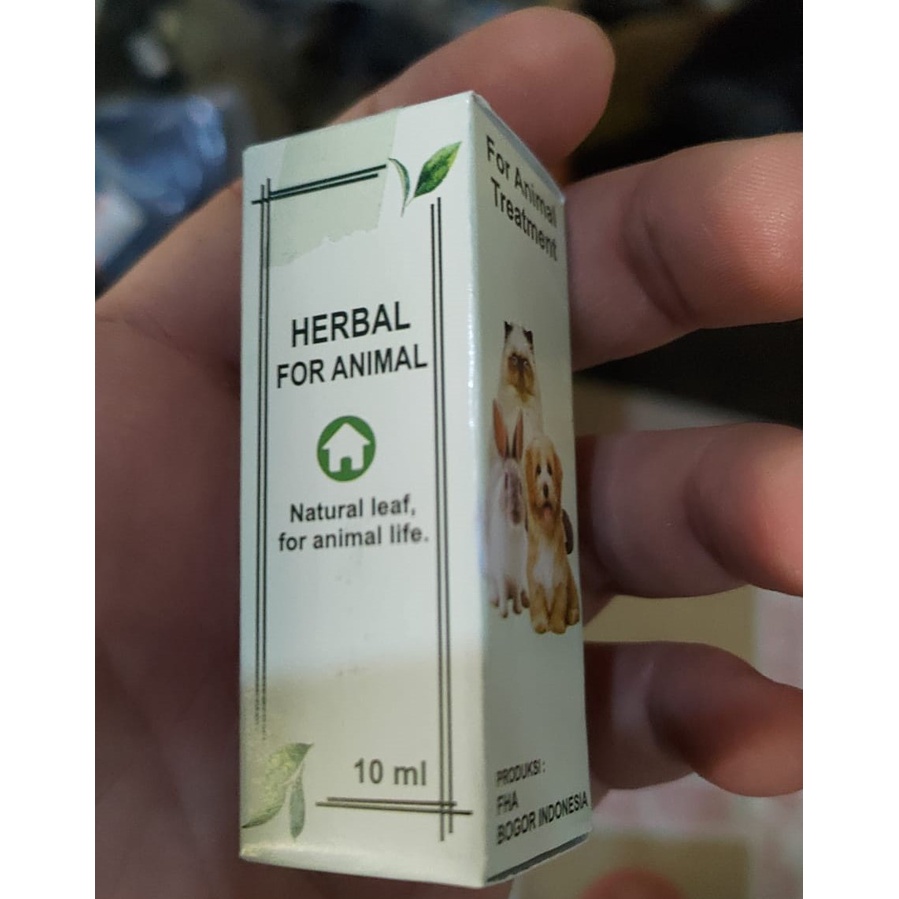 HERBAL
FOR ANIMAL
Natural leaf,
for animal life.
10 ml
For Animal
Treatment
PRODUKSI :
FHA
BOGOR INDONESIA